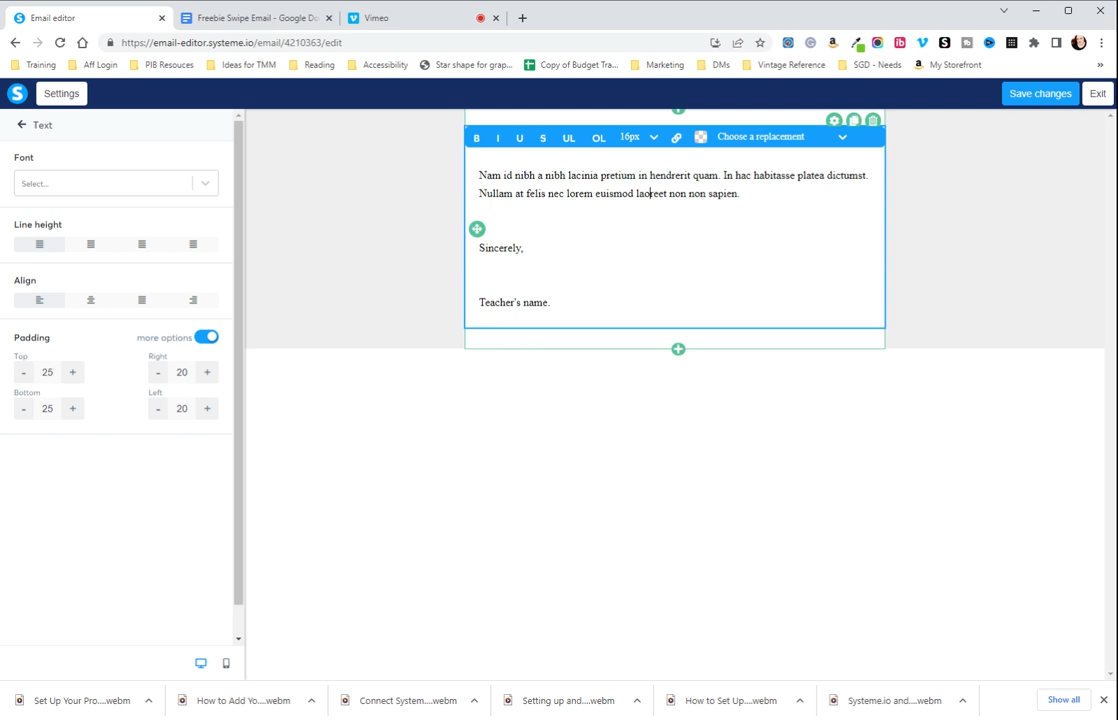 Email editor
Freebie Swipe Email - Google Do
Vimeo
https://email-editor.systeme.io/email/4210363/edit
Training
Aff Login
PIB Resouces
Ideas for TMM
Reading
Accessibility
Star shape for grap...
Copy of Budget Tra...
Marketing
DMs
Vintage Reference
SGD - Needs
My Storefront
»
S
Settings
Save changes
Exit
Text
B I U S UL OL 16px Choose a replacement
Font
Select...
Line height
Align
Padding
more options
Top
Right
- 25 +
- 20 +
Bottom
Left
- 25 +
- 20 +
Nam id nibh a nibh lacinia pretium in hendrerit quam. In hac habitasse platea dictumst.
Nullam at felis nec lorem euismod laoreet non non sapien.
Sincerely,
Teacher's name.
Set Up Your Pro....webm
How to Add Yo....webm
Connect System....webm
Setting up and....webm
How to Set Up....webm
Systeme.io and....webm
Show all